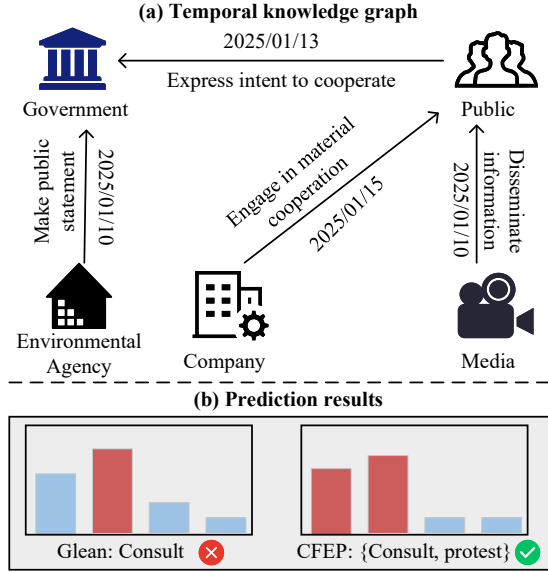 (a) Temporal knowledge graph
2025/01/13
Express intent to cooperate
Government
Public
Make public
statement
2025/01/10
Engage in material
cooperation
2025/01/15
Disseminate
information
2025/01/10
Environmental
Agency
Company
Media
(b) Prediction results
Glean: Consult
CFEP: {Consult, protest}